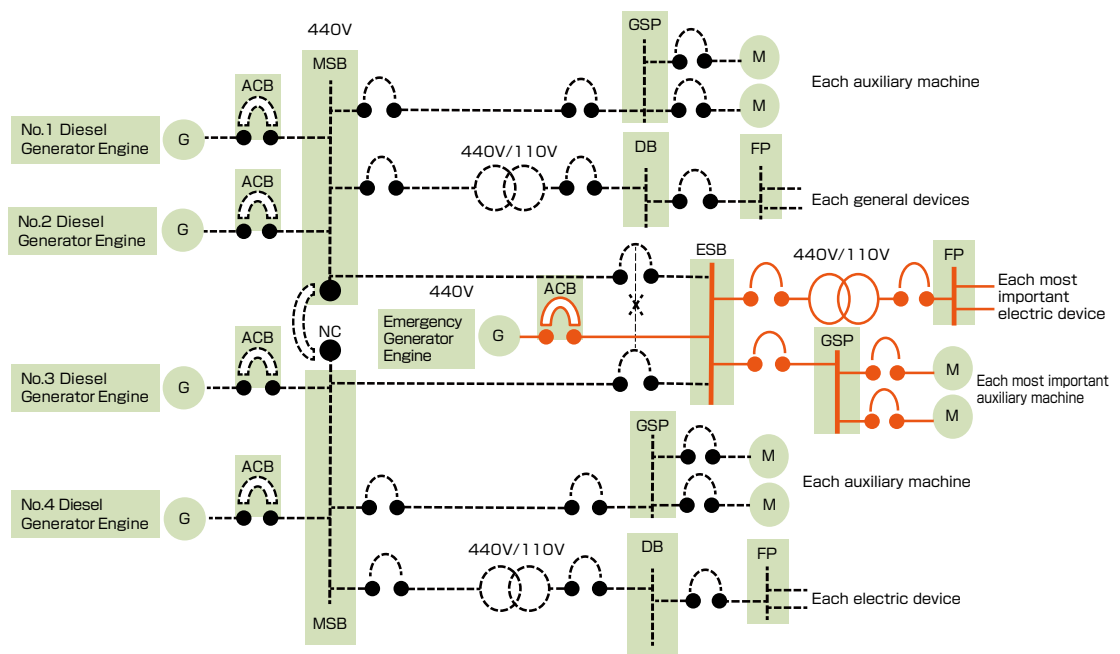 440V
MSB
ACB
No.1 Diesel
Generator Engine
G
GSP
M
M
Each auxiliary machine
440V/110V
DB
FP
Each general devices
ACB
No.2 Diesel
Generator Engine
G
NC
440V
Emergency
Generator
Engine
G
ACB
X
ESB
440V/110V
FP
Each most
important
electric device
GSP
M
M
Each most important
auxiliary machine
ACB
No.3 Diesel
Generator Engine
G
GSP
M
M
Each auxiliary machine
ACB
No.4 Diesel
Generator Engine
G
440V/110V
DB
FP
Each electric device
MSB